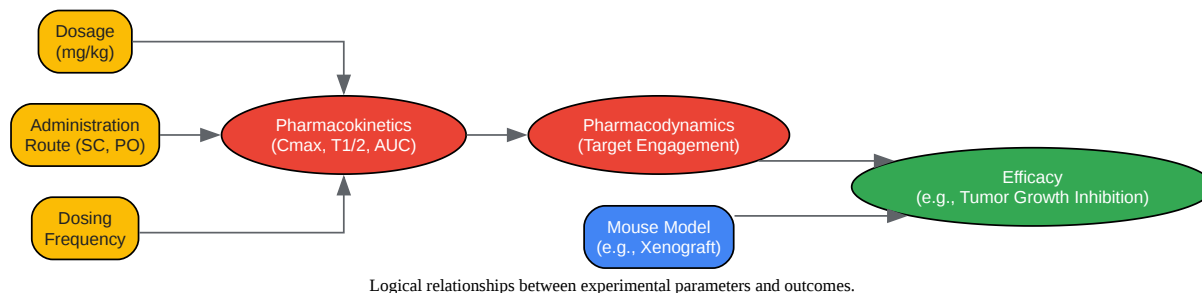 Dosage
(mg/kg)
Administration
Route (SC, PO)
Dosing
Frequency
Pharmacokinetics
(Cmax, T1/2, AUC)
Pharmacodynamics
(Target Engagement)
Mouse Model
(e.g., Xenograft)
Efficacy
(e.g., Tumor Growth Inhibition)
Logical relationships between experimental parameters and outcomes.